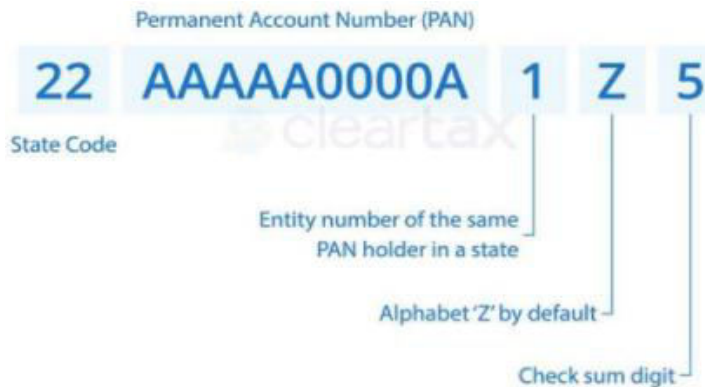 Permanent Account Number (PAN)
22 AAAAA0000A 1 Z 5
cleartax
State Code
Entity number of the same
PAN holder in a state
Alphabet 'Z' by default
Check sum digit